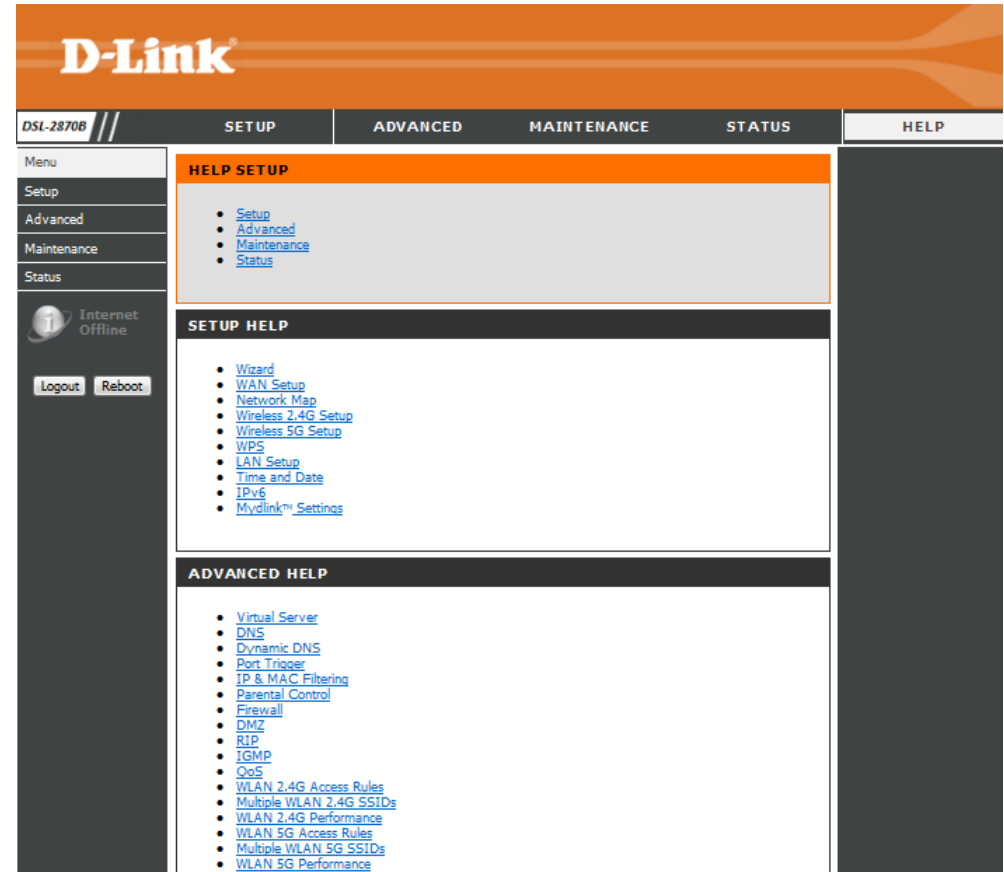 D-Link®
DSL-2870B
SETUP
ADVANCED
MAINTENANCE
STATUS
HELP
Menu
Setup
Advanced
Maintenance
Status
Internet
Offline
Logout
Reboot
HELP SETUP
Setup
Advanced
Maintenance
Status
SETUP HELP
Wizard
WAN Setup
Network Map
Wireless 2.4G Setup
Wireless 5G Setup
WPS
LAN Setup
Time and Date
IPv6
Mydlink™ Settings
ADVANCED HELP
Virtual Server
DNS
Dynamic DNS
Port Trigger
IP & MAC Filtering
Parental Control
Firewall
DMZ
RIP
IGMP
QoS
WLAN 2.4G Access Rules
Multiple WLAN 2.4G SSIDs
WLAN 2.4G Performance
WLAN 5G Access Rules
Multiple WLAN 5G SSIDs
WLAN 5G Performance